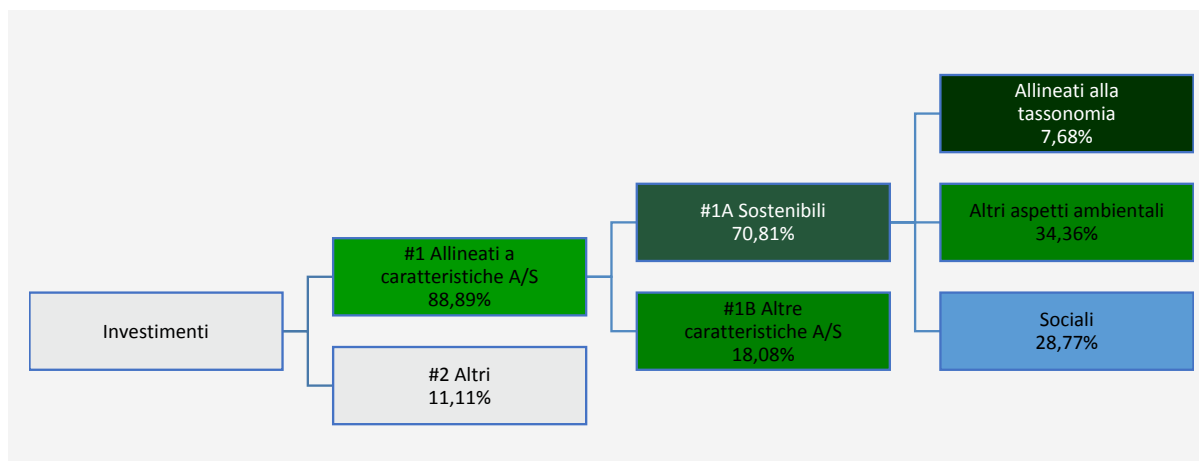 Investimenti
#1 Allineati a
caratteristiche A/S
88,89%
#2 Altri
11,11%
#1A Sostenibili
70,81%
#1B Altre
caratteristiche A/S
18,08%
Allineati alla
tassonomia
7,68%
Altri aspetti ambientali
34,36%
Sociali
28,77%